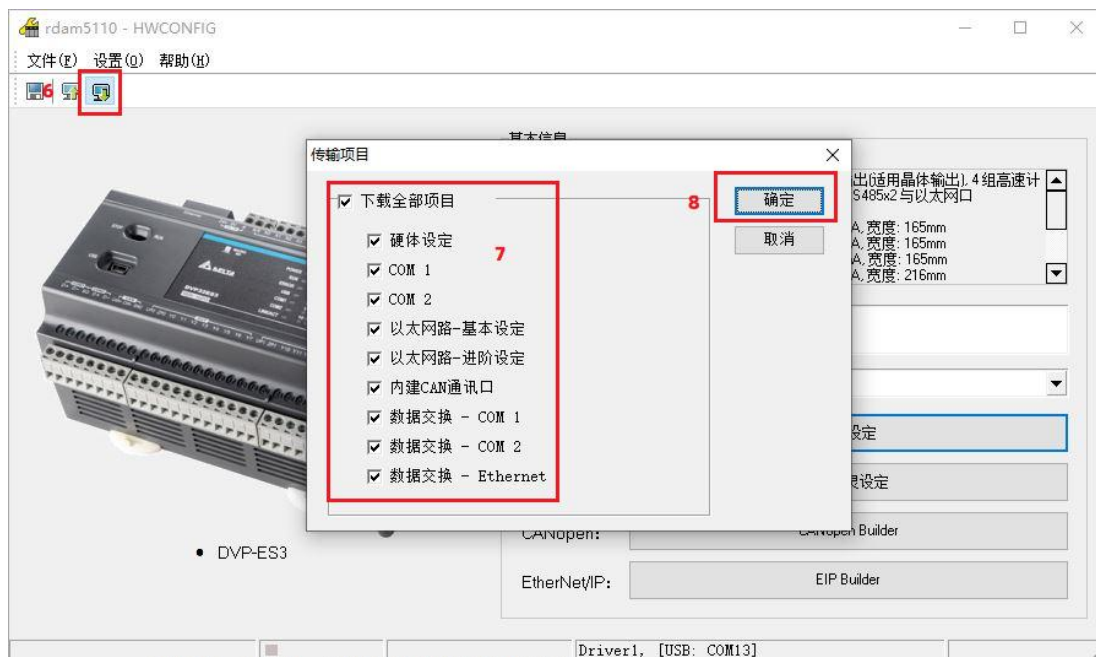 rdam5110 - HWCONFIG
文件(F) 设置(O) 帮助(H)
6
基本信息
传输项目
下载全部项目
硬体设定
COM 1
COM 2
以太网路-基本设定
以太网路-进阶设定
内建CAN通讯口
数据交换 - COM 1
数据交换 - COM 2
数据交换 - Ethernet
7
8
确定
取消
出(适用晶体输出), 4组高速计
S485x2与以太网口
A, 宽度: 165mm
A, 宽度: 165mm
A, 宽度: 165mm
A, 宽度: 216mm
设定
设定
CANopen:
CANopen Builder
EtherNet/IP:
EIP Builder
DELTA
DVP32ES3
• DVP-ES3
Driver1, [USB: COM13]